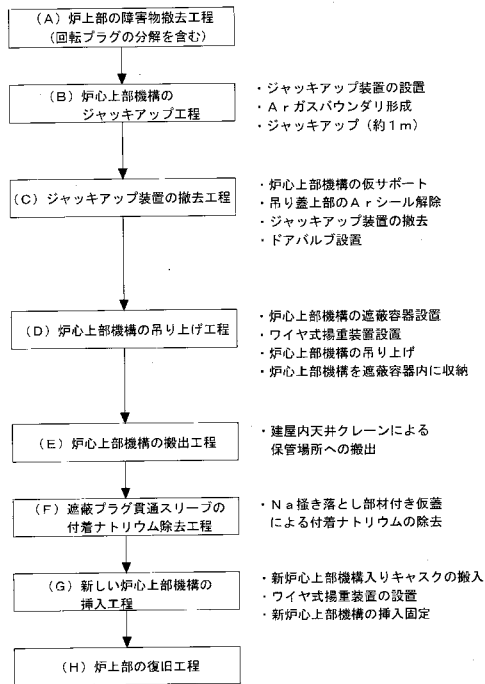 (A) 炉上部の障害物撤去工程
(回転プラグの分解を含む)
(B) 炉心上部機構の
ジャッキアップ工程
・ジャッキアップ装置の設置
・Arガスバウンダリ形成
・ジャッキアップ (約1m)
(C) ジャッキアップ装置の撤去工程
・炉心上部機構の仮サポート
・吊り蓋上部のArシール解除
・ジャッキアップ装置の撤去
・ドアバルブ設置
(D) 炉心上部機構の吊り上げ工程
・炉心上部機構の遮蔽容器設置
・ワイヤ式揚重装置設置
・炉心上部機構の吊り上げ
・炉心上部機構を遮蔽容器内に収納
(E) 炉心上部機構の搬出工程
・建屋内天井クレーンによる
保管場所への搬出
(F) 遮蔽プラグ貫通スリーブの
付着ナトリウム除去工程
・Na掻き落とし部材付き仮蓋
による付着ナトリウムの除去
(G) 新しい炉心上部機構の
挿入工程
・新炉心上部機構入りキャスクの搬入
・ワイヤ式揚重装置の設置
・新炉心上部機構の挿入固定
(H) 炉上部の復旧工程